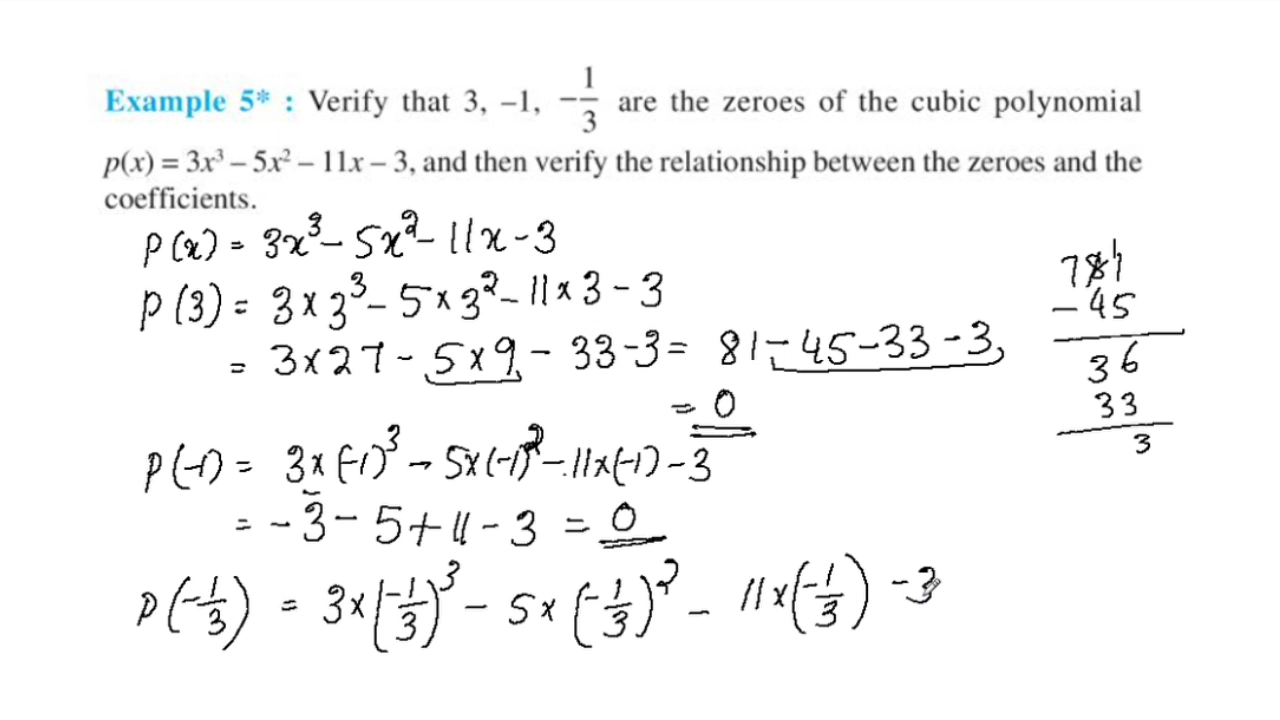 Example 5* : Verify that 3, –1, –1/3 are the zeroes of the cubic polynomial
p(x) = 3x³ – 5x² – 11x – 3, and then verify the relationship between the zeroes and the
coefficients.
P(x) = 3x³ - 5x² - 11x - 3
P(3) = 3 × 3³ - 5 × 3² - 11 × 3 - 3
= 3×27 - 5×9 - 33 - 3 = 81 - 45 - 33 - 3
= 0
P(-1) = 3 × (-1)³ - 5×(-1)² - 11×(-1) - 3
= - 3 - 5 + 11 - 3 = 0
P(-1/3) = 3×(-1/3)³ - 5×(-1/3)² - 11×(-1/3) - 3
781
- 45
36
33
3